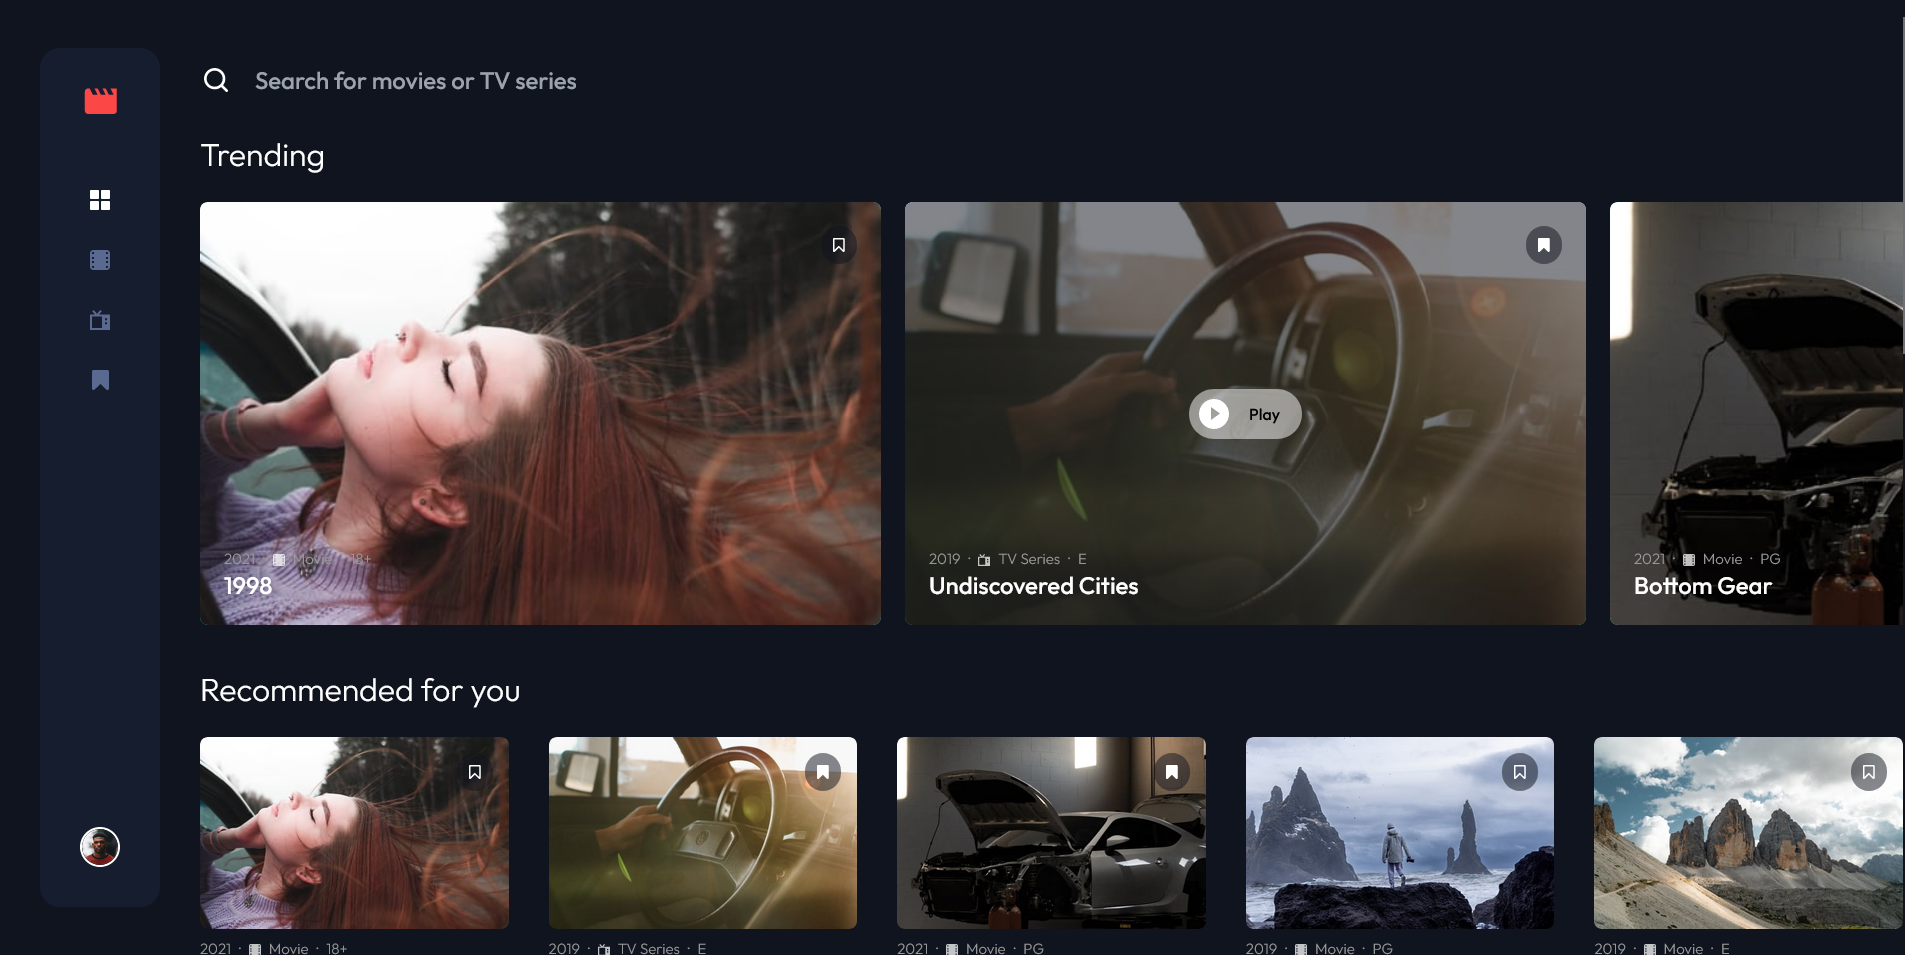 Search for movies or TV series
Trending
2021 · Movie · 18+
1998
Play
2019 · TV Series · E
Undiscovered Cities
2021 · Movie · PG
Bottom Gear
Recommended for you
2021 · Movie · 18+
2019 · TV Series · E
2021 · Movie · PG
2019 · Movie · PG
2019 · Movie · E